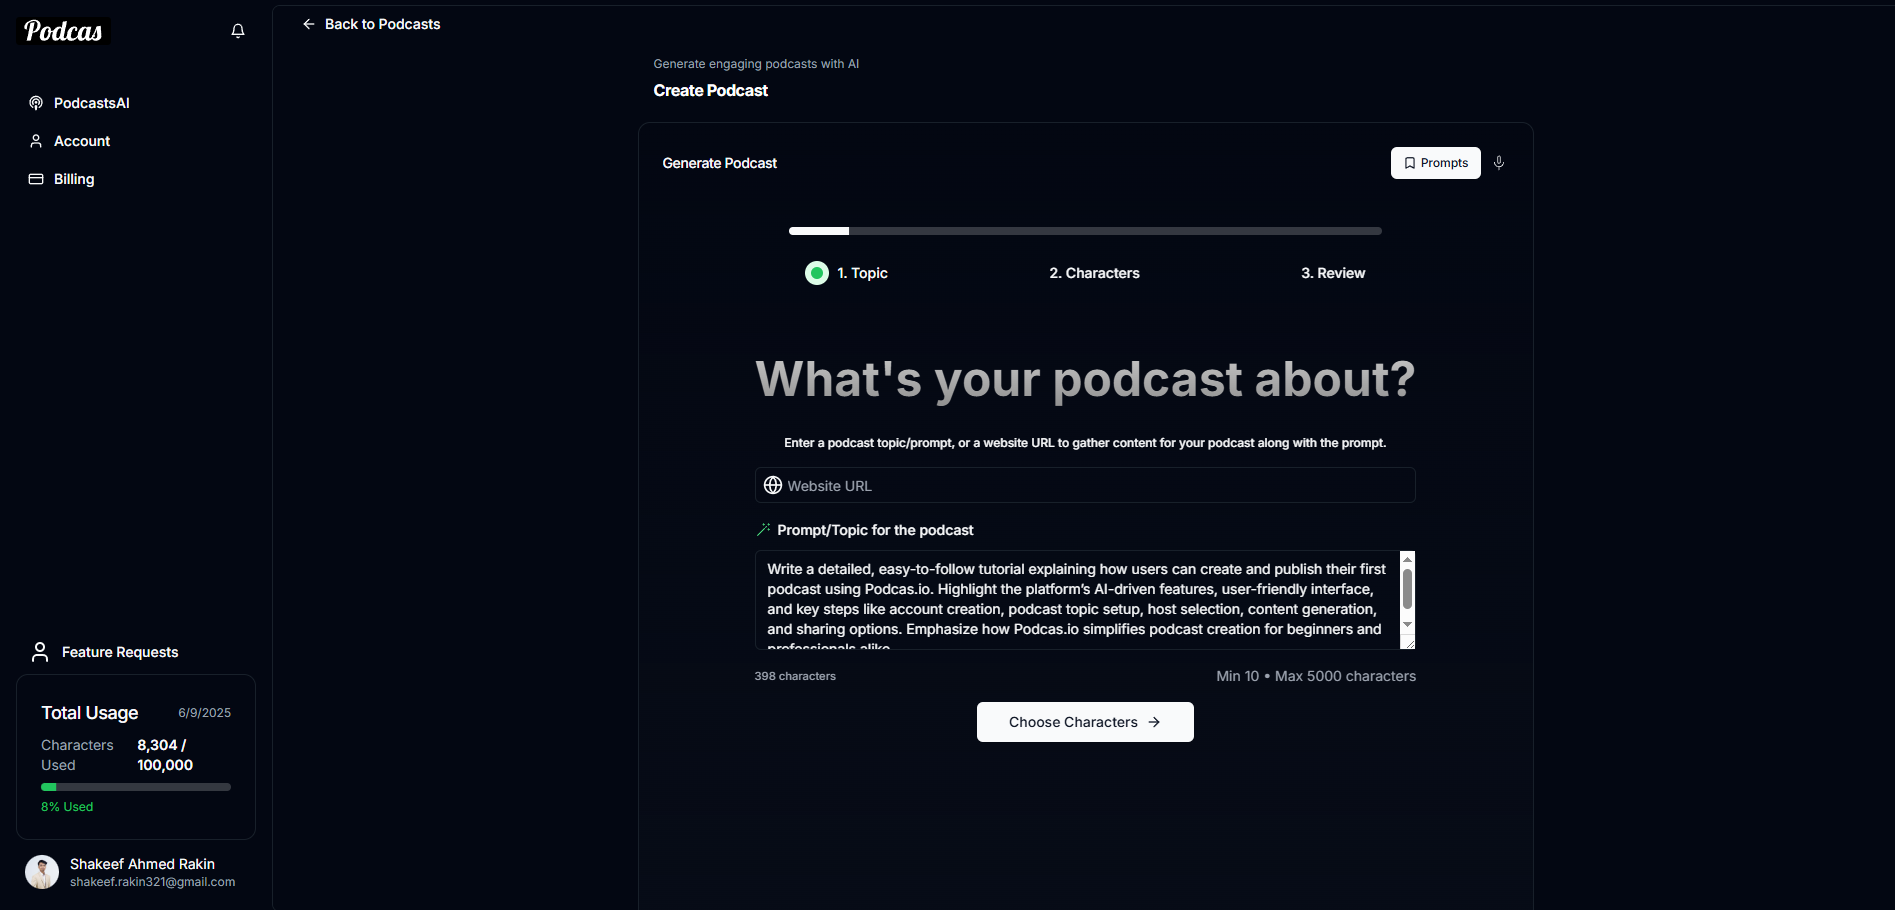 Podcas
PodcastsAI
Account
Billing
Feature Requests
Total Usage 6/9/2025
Characters Used 8,304 / 100,000
8% Used
Shakeef Ahmed Rakin
shakeef.rakin321@gmail.com
Back to Podcasts
Generate engaging podcasts with AI
Create Podcast
Generate Podcast
Prompts
1. Topic 2. Characters 3. Review
What's your podcast about?
Enter a podcast topic/prompt, or a website URL to gather content for your podcast along with the prompt.
Website URL
Prompt/Topic for the podcast
Write a detailed, easy-to-follow tutorial explaining how users can create and publish their first
podcast using Podcas.io. Highlight the platform’s AI-driven features, user-friendly interface,
and key steps like account creation, podcast topic setup, host selection, content generation,
and sharing options. Emphasize how Podcas.io simplifies podcast creation for beginners and
professionals alike
398 characters Min 10 • Max 5000 characters
Choose Characters